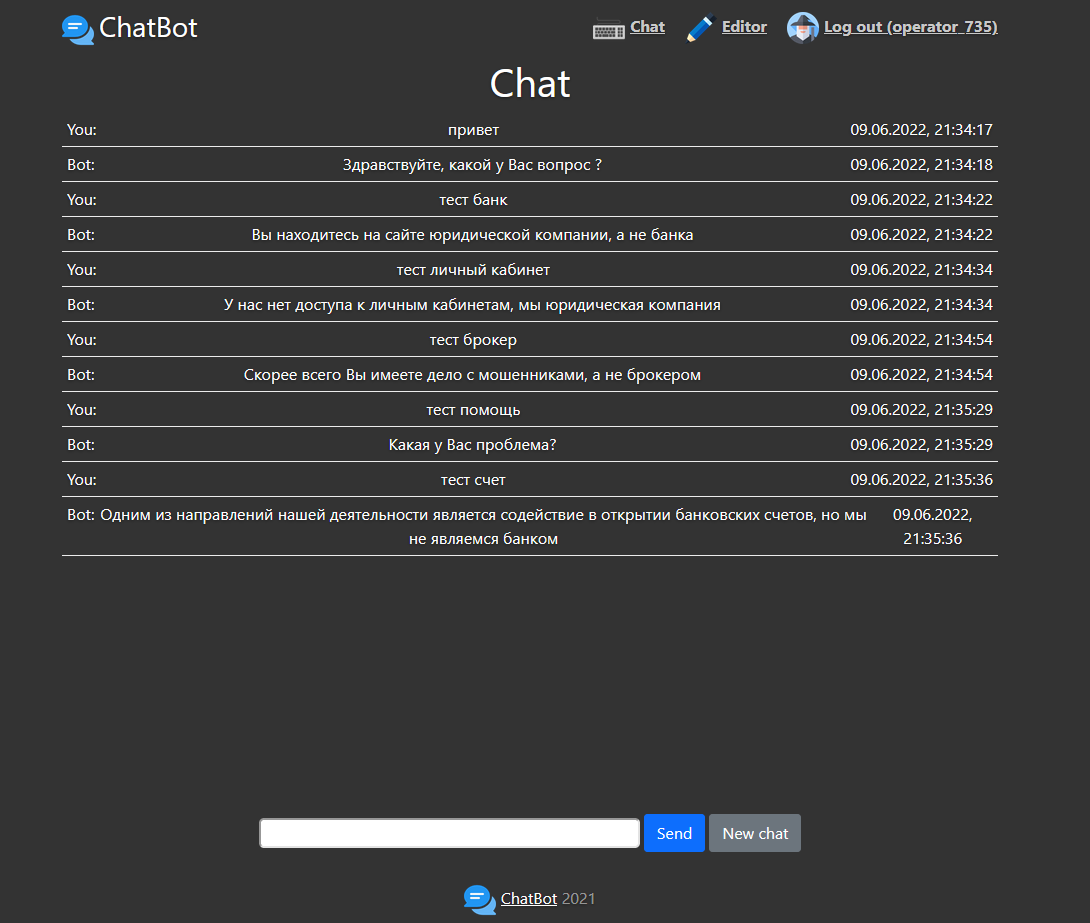 ChatBot Chat Editor Log out (operator_735)
Chat
You: привет 09.06.2022, 21:34:17
Bot: Здравствуйте, какой у Вас вопрос ? 09.06.2022, 21:34:18
You: тест банк 09.06.2022, 21:34:22
Bot: Вы находитесь на сайте юридической компании, а не банка 09.06.2022, 21:34:22
You: тест личный кабинет 09.06.2022, 21:34:34
Bot: У нас нет доступа к личным кабинетам, мы юридическая компания 09.06.2022, 21:34:34
You: тест брокер 09.06.2022, 21:34:54
Bot: Скорее всего Вы имеете дело с мошенниками, а не брокером 09.06.2022, 21:34:54
You: тест помощь 09.06.2022, 21:35:29
Bot: Какая у Вас проблема? 09.06.2022, 21:35:29
You: тест счет 09.06.2022, 21:35:36
Bot: Одним из направлений нашей деятельности является содействие в открытии банковских счетов, но мы 09.06.2022,
не являемся банком 21:35:36
Send New chat
ChatBot 2021